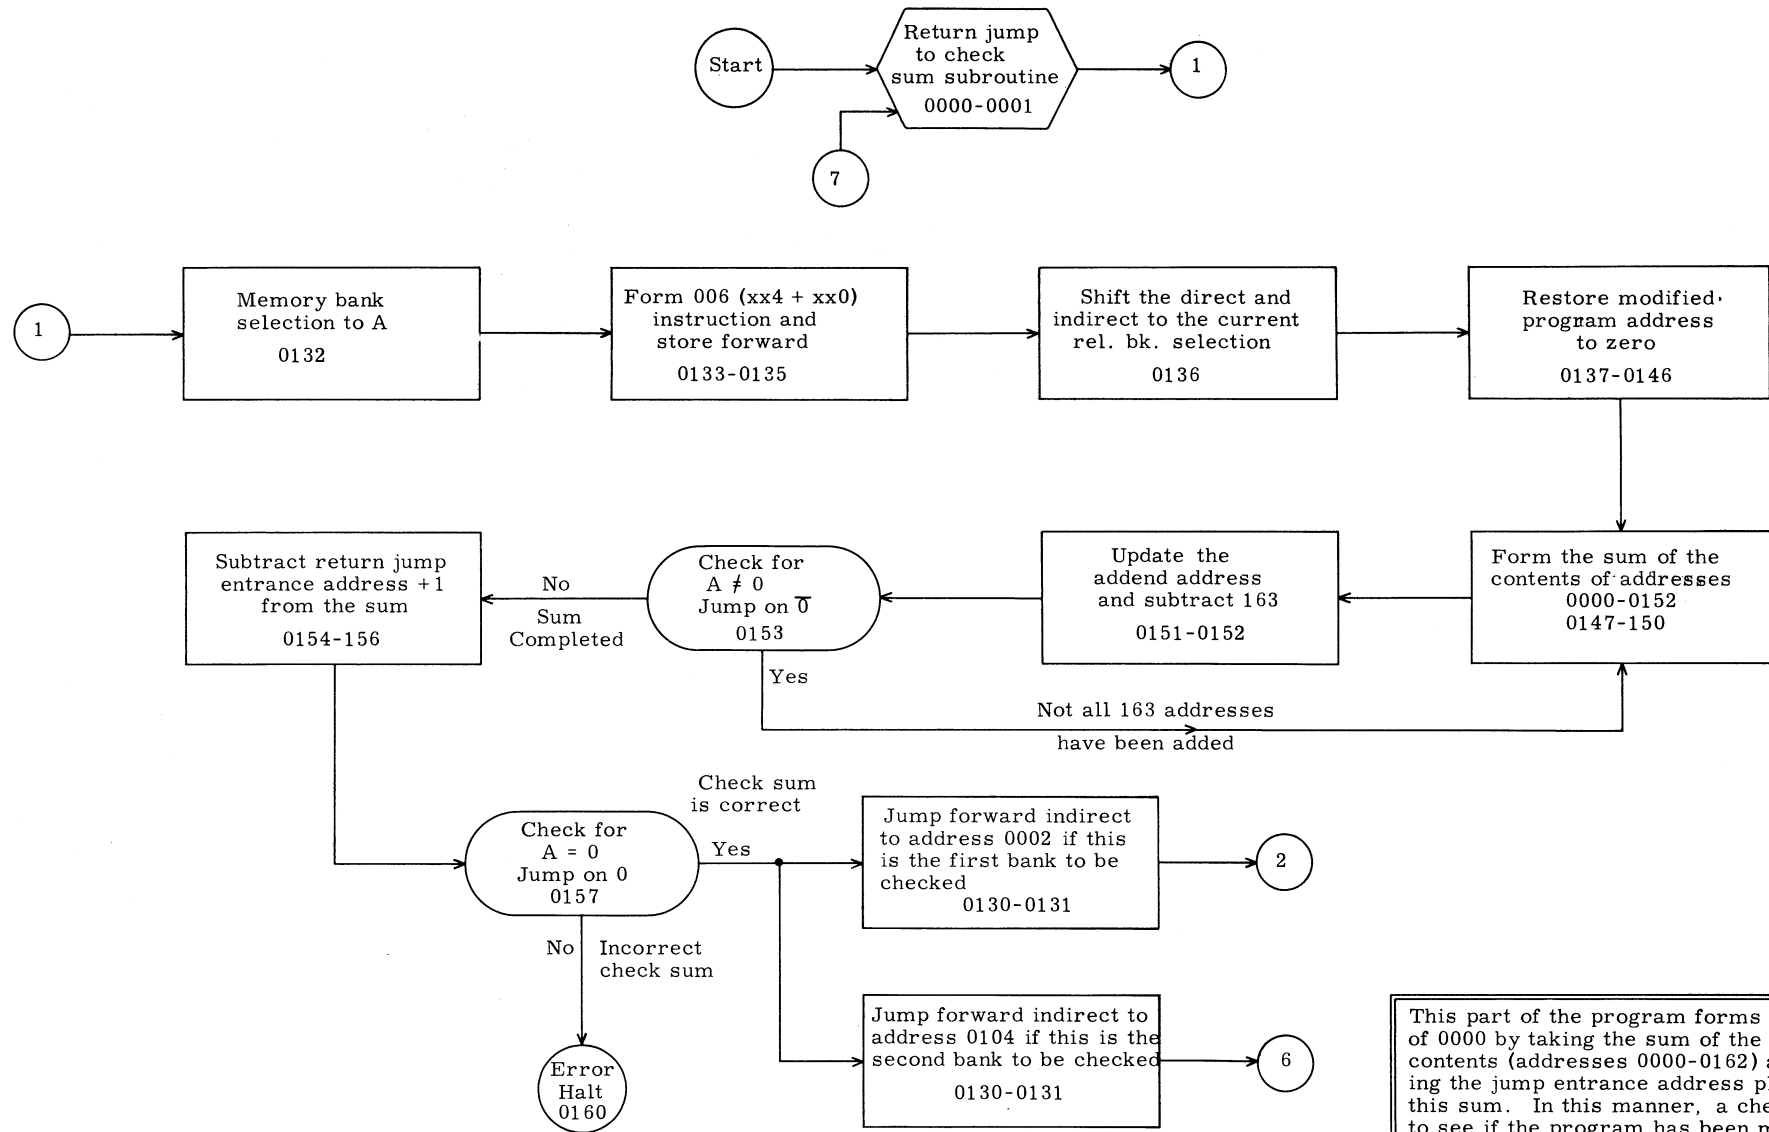 Start
Return jump
to check
sum subroutine
0000-0001
1
7
1
Memory bank
selection to A
0132
Form 006 (xx4 + xx0)
instruction and
store forward
0133-0135
Shift the direct and
indirect to the current
rel. bk. selection
0136
Restore modified
program address
to zero
0137-0146
Subtract return jump
entrance address +1
from the sum
0154-156
No
Sum
Completed
Check for
A ≠ 0
Jump on 0̅
0153
Yes
Update the
addend address
and subtract 163
0151-0152
Form the sum of the
contents of addresses
0000-0152
0147-150
Not all 163 addresses
have been added
Check sum
is correct
Check for
A = 0
Jump on 0
0157
Yes
Jump forward indirect
to address 0002 if this
is the first bank to be
checked
0130-0131
2
No
Incorrect
check sum
Error
Halt
0160
Jump forward indirect to
address 0104 if this is the
second bank to be checked
0130-0131
6
This part of the program forms
of 0000 by taking the sum of the
contents (addresses 0000-0162)
ing the jump entrance address
this sum. In this manner, a
to see if the program has been